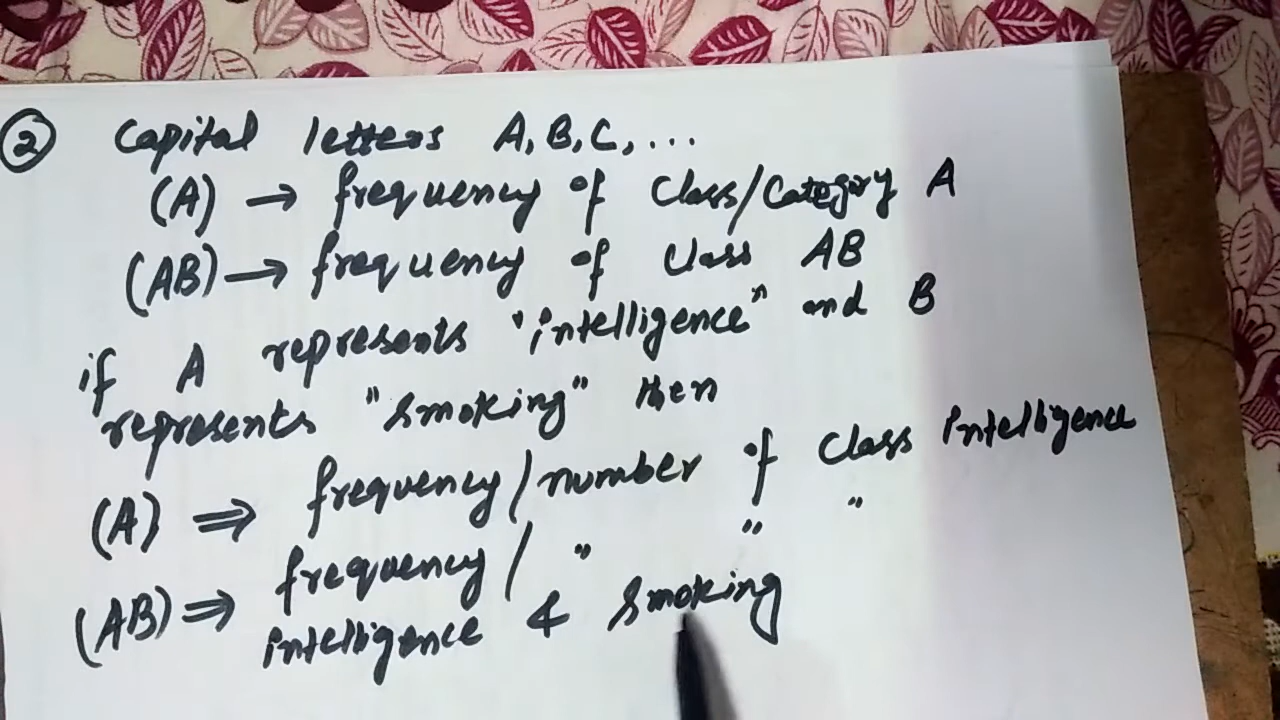 ② Capital letters A, B, C, ...
(A) → frequency of Class/Category A
(AB) → frequency of class AB
if A represents "intelligence" and B
represents "smoking" then
(A) ⇒ frequency/number of class intelligence
(AB) ⇒ frequency/ " " "
intelligence & smoking